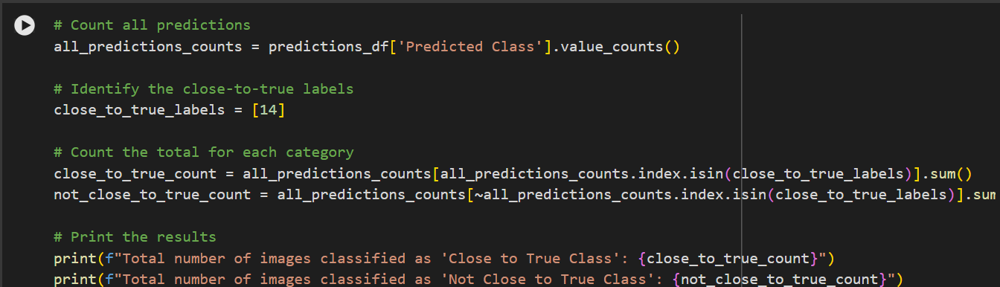 # Count all predictions
all_predictions_counts = predictions_df['Predicted Class'].value_counts()
# Identify the close-to-true labels
close_to_true_labels = [14]
# Count the total for each category
close_to_true_count = all_predictions_counts[all_predictions_counts.index.isin(close_to_true_labels)].sum()
not_close_to_true_count = all_predictions_counts[~all_predictions_counts.index.isin(close_to_true_labels)].sum
# Print the results
print(f"Total number of images classified as 'Close to True Class': {close_to_true_count}")
print(f"Total number of images classified as 'Not Close to True Class': {not_close_to_true_count}")